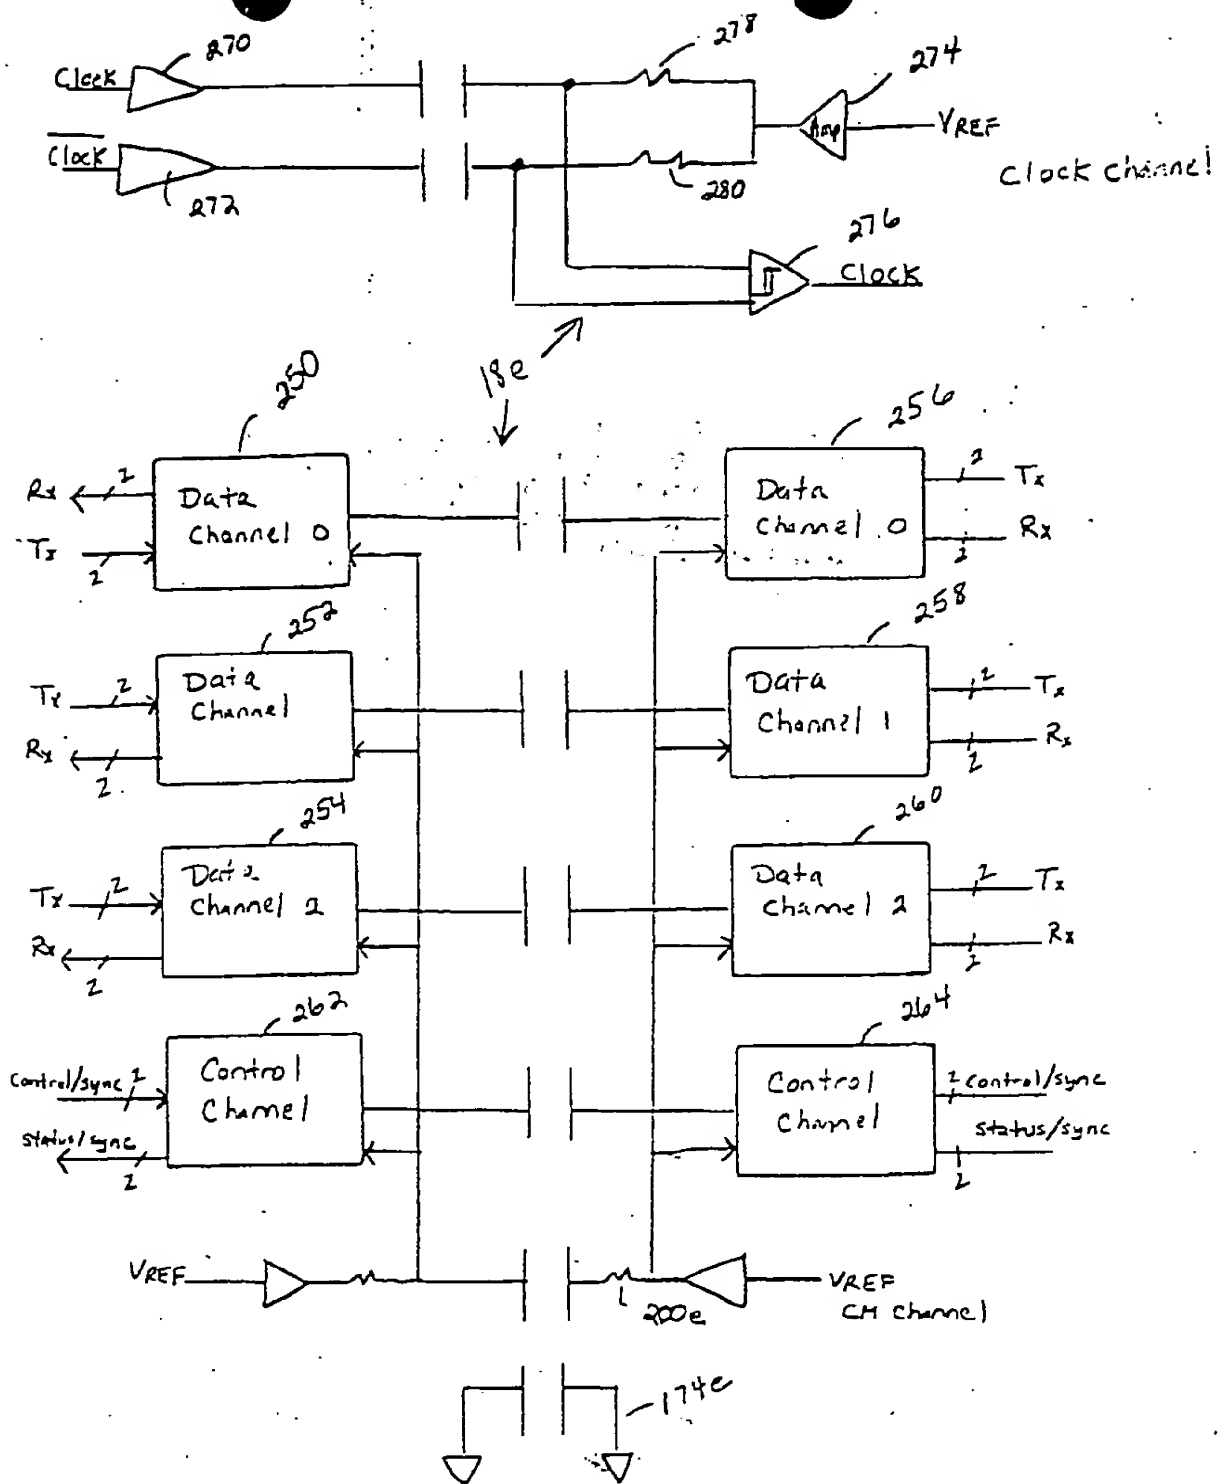 270
278
274
Clock
Amp
VREF
Clock
272
280
Clock Channel
276
Clock
18e
250
256
Rx
2
Data
Channel 0
Data
Channel 0
2
Tx
Tx
2
2
Rx
252
258
Tx
2
Data
Channel
Data
Channel 1
2
Tx
Rx
2
2
Rx
254
260
Tx
2
Data
Channel 2
Data
Channel 2
2
Tx
Rx
2
2
Rx
262
264
Control/sync
2
Control
Channel
Control
Channel
2
Control/sync
Status/sync
2
Status/sync
2
VREF
VREF
200e
CM Channel
174e